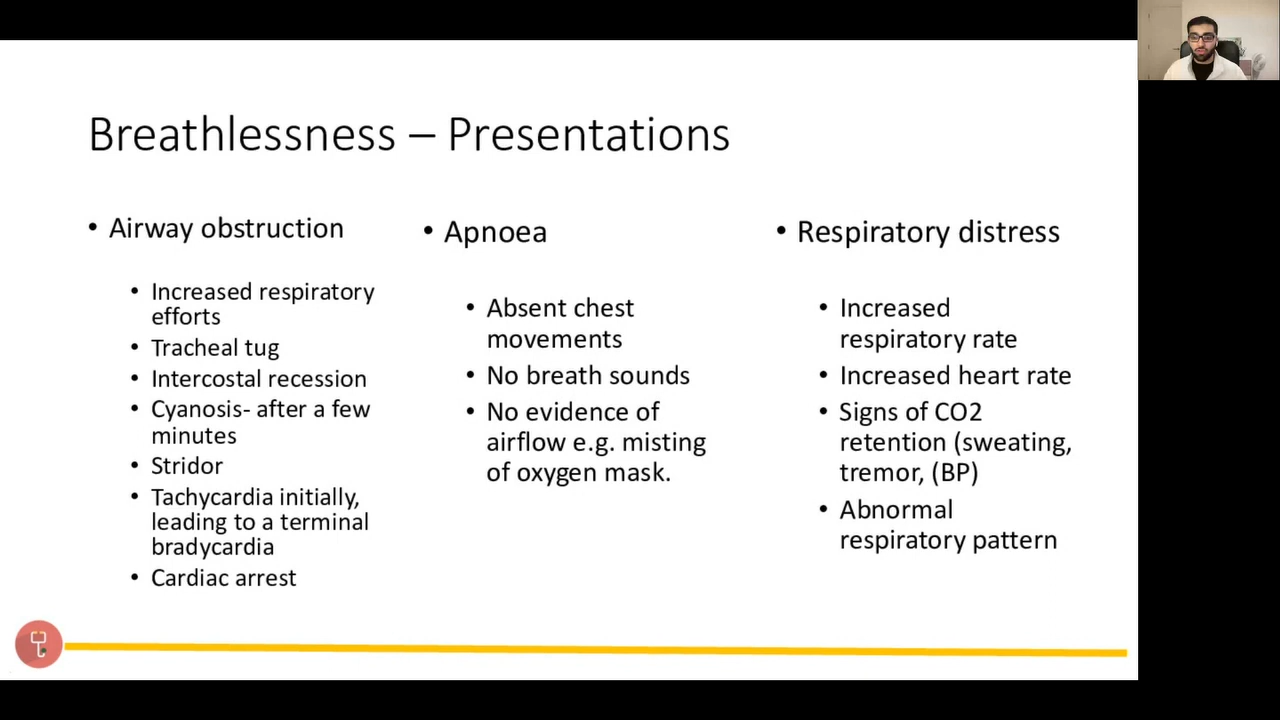 Breathlessness – Presentations
• Airway obstruction
• Increased respiratory
efforts
• Tracheal tug
• Intercostal recession
• Cyanosis- after a few
minutes
• Stridor
• Tachycardia initially,
leading to a terminal
bradycardia
• Cardiac arrest
• Apnoea
• Absent chest
movements
• No breath sounds
• No evidence of
airflow e.g. misting
of oxygen mask.
• Respiratory distress
• Increased
respiratory rate
• Increased heart rate
• Signs of CO2
retention (sweating,
tremor, (BP)
• Abnormal
respiratory pattern